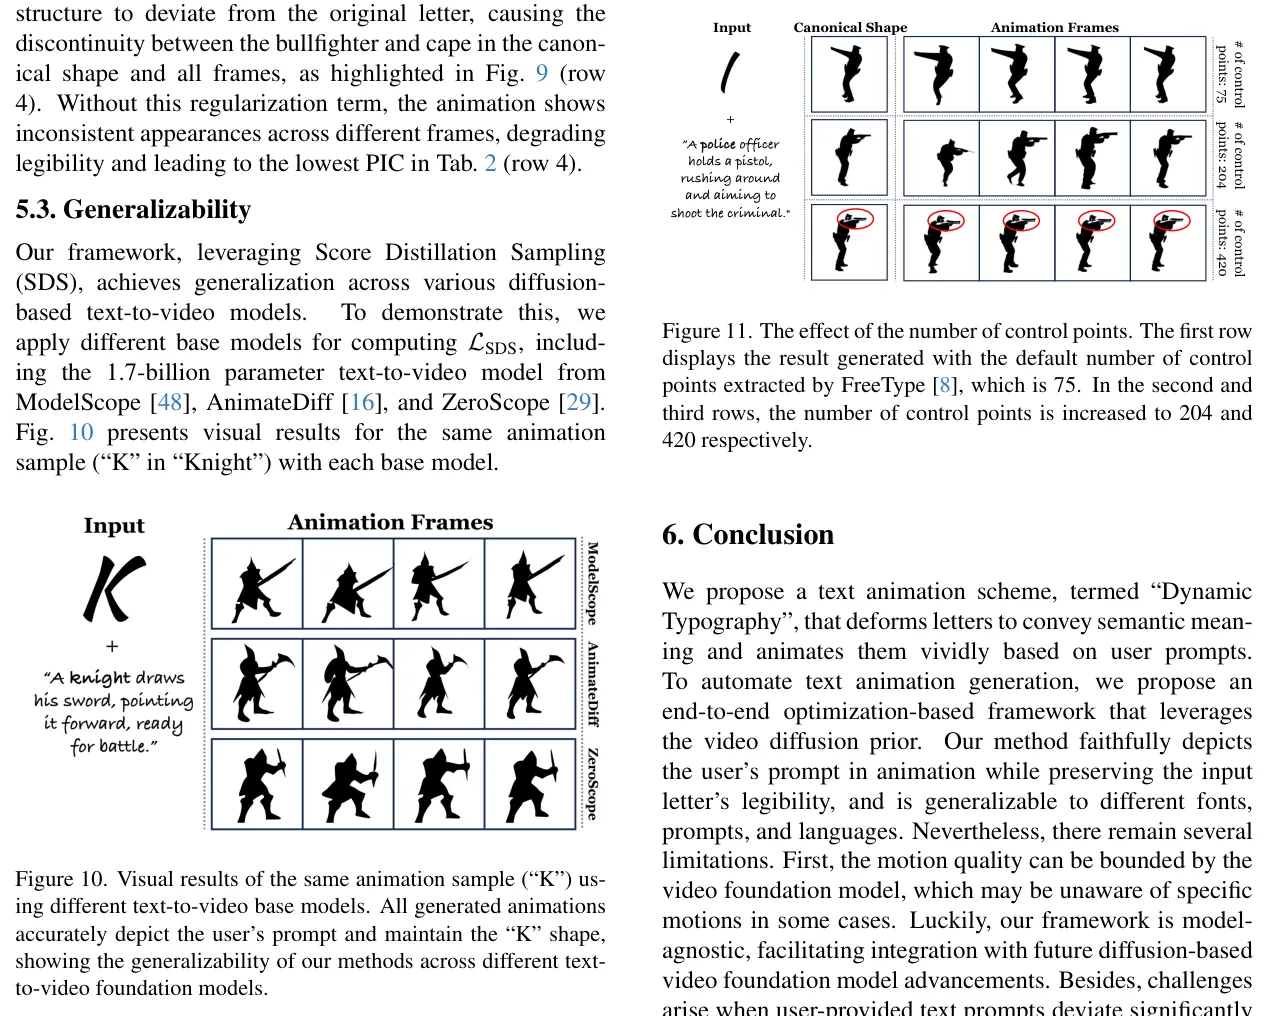 structure to deviate from the original letter, causing the
discontinuity between the bullfighter and cape in the canon-
ical shape and all frames, as highlighted in Fig. 9 (row
4). Without this regularization term, the animation shows
inconsistent appearances across different frames, degrading
legibility and leading to the lowest PIC in Tab. 2 (row 4).
5.3. Generalizability
Our framework, leveraging Score Distillation Sampling
(SDS), achieves generalization across various diffusion-
based text-to-video models. To demonstrate this, we
apply different base models for computing ℒSDS, includ-
ing the 1.7-billion parameter text-to-video model from
ModelScope [48], AnimateDiff [16], and ZeroScope [29].
Fig. 10 presents visual results for the same animation
sample (“K” in “Knight”) with each base model.
Input
Animation Frames
K
+
“A knight draws
his sword, pointing
it forward, ready
for battle.”
ModelScope
AnimateDiff
ZeroScope
Figure 10. Visual results of the same animation sample (“K”) us-
ing different text-to-video base models. All generated animations
accurately depict the user’s prompt and maintain the “K” shape,
showing the generalizability of our methods across different text-
to-video foundation models.
Input
Canonical Shape
Animation Frames
+
"A police officer
holds a pistol,
rushing around
and aiming to
shoot the criminal."
# of control
points: 75
# of control
points: 204
# of control
points: 420
Figure 11. The effect of the number of control points. The first row
displays the result generated with the default number of control
points extracted by FreeType [8], which is 75. In the second and
third rows, the number of control points is increased to 204 and
420 respectively.
6. Conclusion
We propose a text animation scheme, termed “Dynamic
Typography”, that deforms letters to convey semantic mean-
ing and animates them vividly based on user prompts.
To automate text animation generation, we propose an
end-to-end optimization-based framework that leverages
the video diffusion prior. Our method faithfully depicts
the user’s prompt in animation while preserving the input
letter’s legibility, and is generalizable to different fonts,
prompts, and languages. Nevertheless, there remain several
limitations. First, the motion quality can be bounded by the
video foundation model, which may be unaware of specific
motions in some cases. Luckily, our framework is model-
agnostic, facilitating integration with future diffusion-based
video foundation model advancements. Besides, challenges
arise when user-provided text prompts deviate significantly